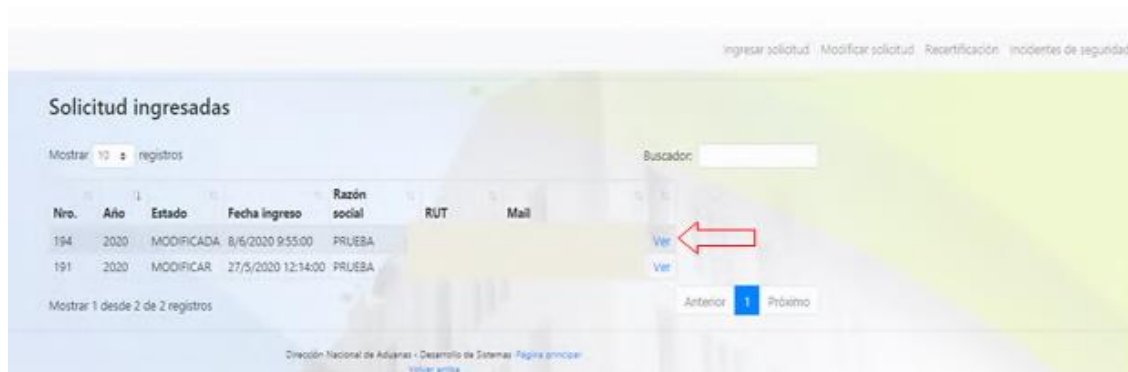 Ingresar solicitud Modificar solicitud Recertificación Incidentes de seguridad
Solicitud ingresadas
Mostrar 10 registros
Buscador:
Nro. Año Estado Fecha ingreso Razón social RUT Mail
194 2020 MODIFICADA 8/6/2020 9:55:00 PRUEBA Ver
191 2020 MODIFICAR 27/5/2020 12:14:00 PRUEBA Ver
Mostrar 1 desde 2 de 2 registros
Anterior 1 Próximo
Dirección Nacional de Aduanas - Desarrollo de Sistemas Página principal
Volver arriba